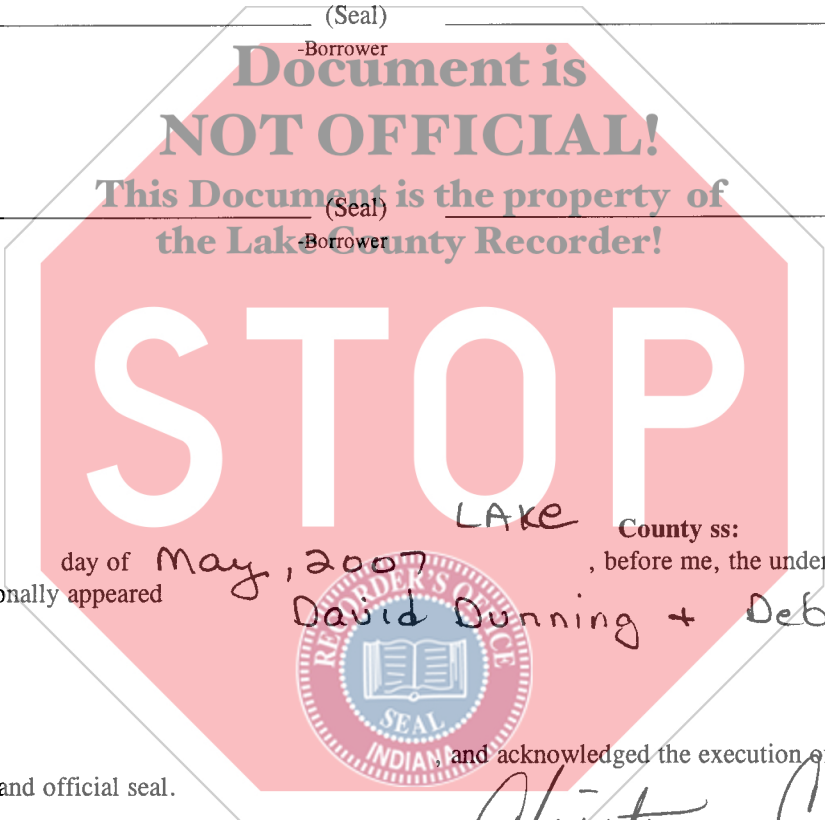 (Seal)
-Borrower
Document is
NOT OFFICIAL!
This Document is the property of
(Seal)
the Lake County Recorder!
-Borrower
STOP
LAKE County ss:
day of May, 2007 , before me, the under
onally appeared
David Dunning + Deb
RECORDER'S OFFICE
SEAL
INDIANA
, and acknowledged the execution o
and official seal.